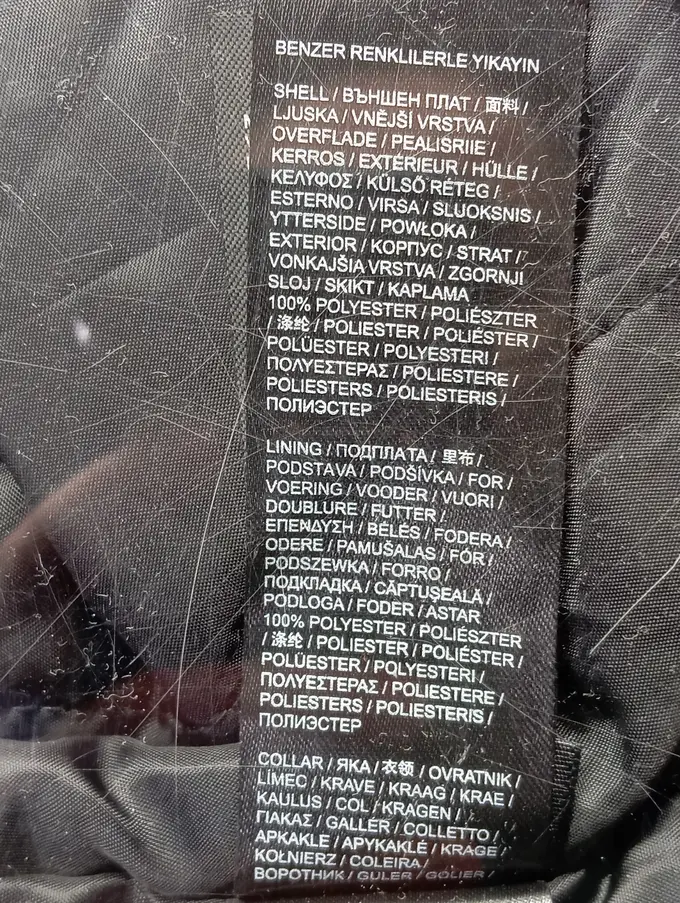 BENZER RENKLILERLE YIKAYIN
SHELL / ВЪНШЕН ПЛАТ / 面料 /
LJUSKA / VNĚJŠÍ VRSTVA /
OVERFLADE / PEALISRIIE /
KERROS / EXTÉRIEUR / HÜLLE /
ΚΕΛΥΦΟΣ / KÜLSŐ RÉTEG /
ESTERNO / VIRSA / SLUOKSNIS /
YTTERSIDE / POWŁOKA /
EXTERIOR / КОРПУС / STRAT /
VONKAJŠIA VRSTVA / ZGORNJI
SLOJ / SKIKT / KAPLAMA
100% POLYESTER / POLIÉSZTER
/ 涤纶 / POLIESTER / POLIÉSTER /
POLÜESTER / POLYESTERI /
ΠΟΛΥΕΣΤΕΡΑΣ / POLIESTERE /
POLIESTERS / POLIESTERIS /
ПОЛИЭСТЕР
LINING / ПОДПЛАТА / 里布 /
PODSTAVA / PODŠÍVKA / FOR /
VOERING / VOODER / VUORI /
DOUBLURE / FUTTER /
ΕΠΕΝΔΥΣΗ / BÉLÉS / FODERA /
ODERE / PAMUŠALAS / FÓR /
PODSZEWKA / FORRO /
ПОДКЛАДКА / CĂPTUȘEALĂ /
PODLOGA / FODER / ASTAR
100% POLYESTER / POLIÉSZTER
/ 涤纶 / POLIESTER / POLIÉSTER /
POLÜESTER / POLYESTERI /
ΠΟΛΥΕΣΤΕΡΑΣ / POLIESTERE /
POLIESTERS / POLIESTERIS /
ПОЛИЭСТЕР
COLLAR / ЯКА / 衣领 / OVRATNIK /
LÍMEC / KRAVE / KRAAG / KRAE /
KAULUS / COL / KRAGEN /
ΓΙΑΚΑΣ / GALLÉR / COLLETTO /
APKAKLE / APYKAKLĖ / KRAGE /
KOŁNIERZ / COLEIRA /
ВОРОТНИК / GULER / GOLIER /